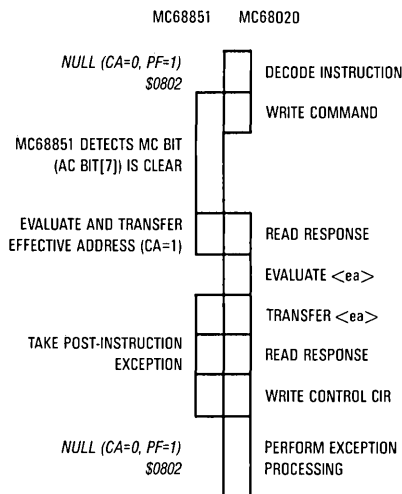 MC68851 MC68020
NULL (CA=0, PF=1)
$0802
DECODE INSTRUCTION
WRITE COMMAND
MC68851 DETECTS MC BIT
(AC BIT[7]) IS CLEAR
EVALUATE AND TRANSFER
EFFECTIVE ADDRESS (CA=1)
READ RESPONSE
EVALUATE <ea>
TRANSFER <ea>
TAKE POST-INSTRUCTION
EXCEPTION
READ RESPONSE
WRITE CONTROL CIR
NULL (CA=0, PF=1)
$0802
PERFORM EXCEPTION
PROCESSING